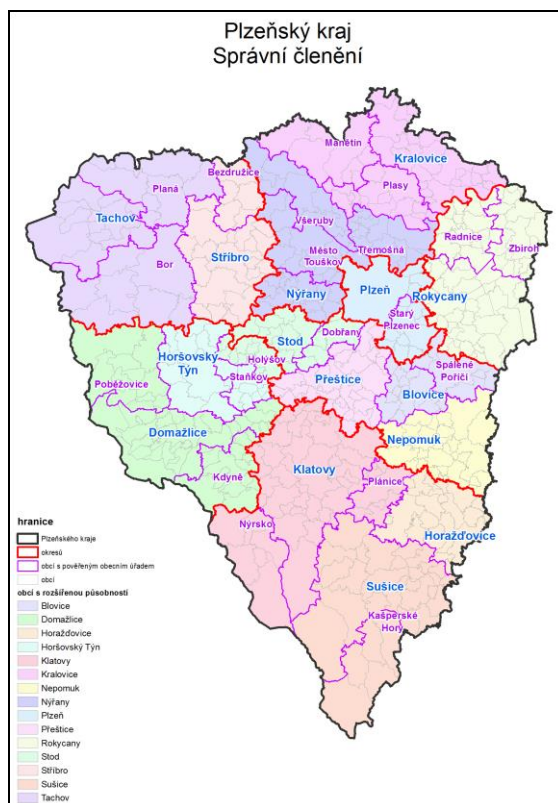 Plzeňský kraj
Správní členění
Manětín
Kralovice
Bezdružice
Planá
Plasy
Tachov
Všeruby
Radnice
Stříbro
Město
Touškov
Třemošná
Zbiroh
Bor
Nýřany
Plzeň
Rokycany
Starý
Plzenec
Dobřany
Stod
Horšovský
Týn
Holýšov
Staňkov
Přeštice
Spálené
Poříčí
Poběžovice
Blovice
Domažlice
Nepomuk
Klatovy
Kdyně
Plánice
Nýrsko
Horažďovice
Sušice
Kašperské
Hory
hranice
Plzeňského kraje
okresů
obcí s pověřeným obecním úřadem
obcí
obcí s rozšířenou působností
Blovice
Domažlice
Horažďovice
Horšovský Týn
Klatovy
Kralovice
Nepomuk
Nýřany
Plzeň
Přeštice
Rokycany
Stod
Stříbro
Sušice
Tachov